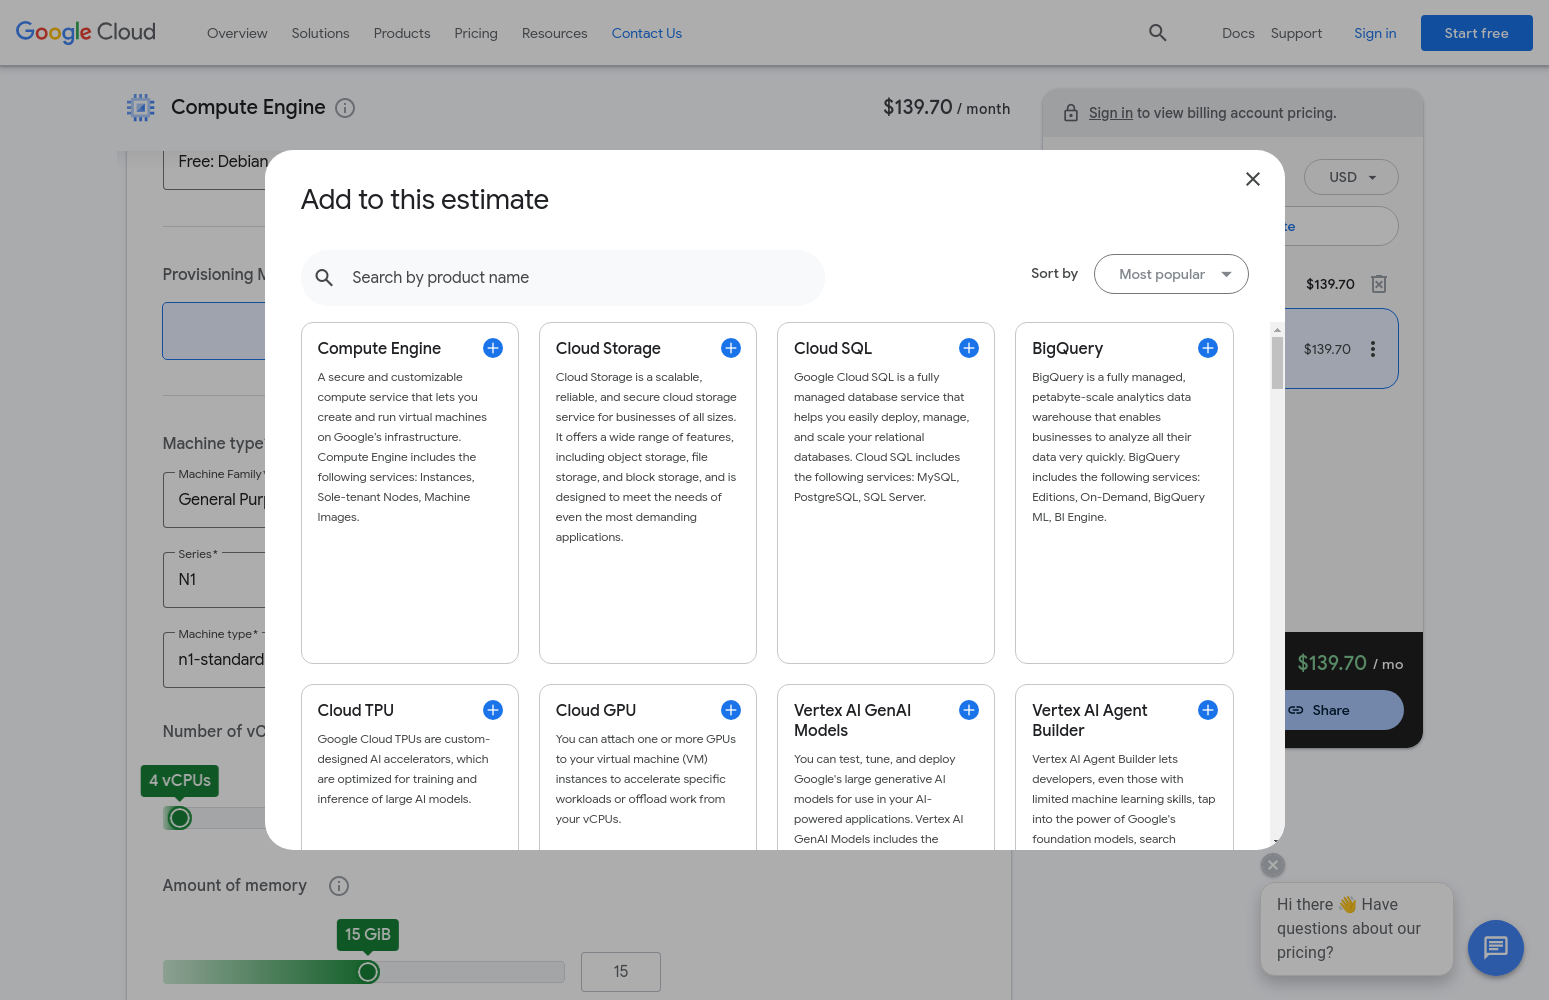 Google Cloud
Overview
Solutions
Products
Pricing
Resources
Contact Us
Docs
Support
Sign in
Start free
Compute Engine
$139.70 / month
Sign in to view billing account pricing.
Free: Debian
USD
Add to this estimate
Search by product name
Sort by
Most popular
Provisioning M
$139.70
$139.70
Compute Engine
A secure and customizable
compute service that lets you
create and run virtual machines
on Google's infrastructure.
Compute Engine includes the
following services: Instances,
Sole-tenant Nodes, Machine
Images.
Cloud Storage
Cloud Storage is a scalable,
reliable, and secure cloud storage
service for businesses of all sizes.
It offers a wide range of features,
including object storage, file
storage, and block storage, and is
designed to meet the needs of
even the most demanding
applications.
Cloud SQL
Google Cloud SQL is a fully
managed database service that
helps you easily deploy, manage,
and scale your relational
databases. Cloud SQL includes
the following services: MySQL,
PostgreSQL, SQL Server.
BigQuery
BigQuery is a fully managed,
petabyte-scale analytics data
warehouse that enables
businesses to analyze all their
data very quickly. BigQuery
includes the following services:
Editions, On-Demand, BigQuery
ML, BI Engine.
Machine type
Machine Family*
General Purp
Series*
N1
Machine type*
n1-standard
Cloud TPU
Google Cloud TPUs are custom-
designed AI accelerators, which
are optimized for training and
inference of large AI models.
Cloud GPU
You can attach one or more GPUs
to your virtual machine (VM)
instances to accelerate specific
workloads or offload work from
your vCPUs.
Vertex AI GenAI
Models
You can test, tune, and deploy
Google's large generative AI
models for use in your AI-
powered applications. Vertex AI
GenAI Models includes the
Vertex AI Agent
Builder
Vertex AI Agent Builder lets
developers, even those with
limited machine learning skills, tap
into the power of Google's
foundation models, search
$139.70 / mo
Share
Number of vC
4 vCPUs
Amount of memory
15 GiB
15
Hi there 👋 Have
questions about our
pricing?